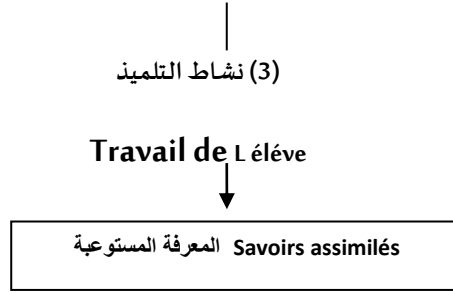 (3) نشاط التلميذ
Travail de L éléve
المعرفة المستوعبة Savoirs assimilés